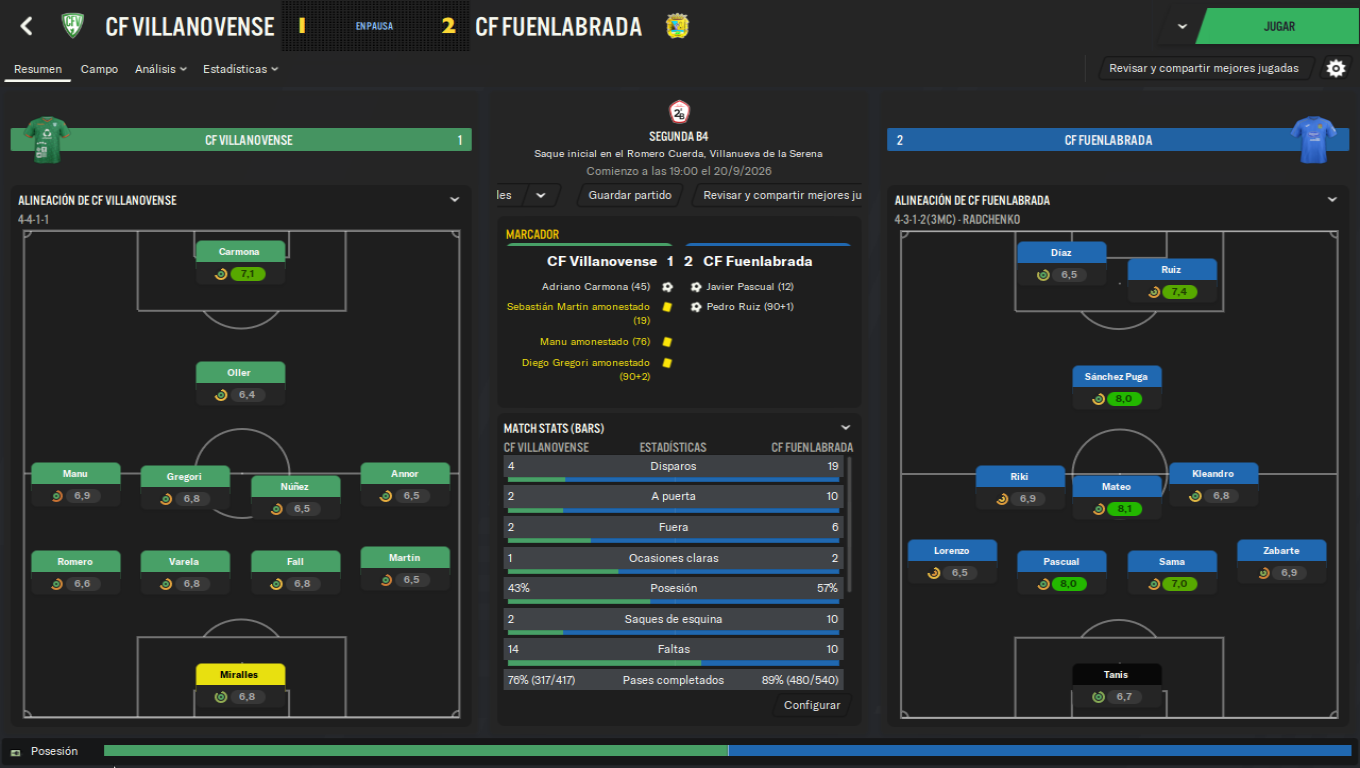 CF VILLANOVENSE
1
EN PAUSA
2
CF FUENLABRADA
JUGAR
Resumen
Campo
Análisis
Estadísticas
Revisar y compartir mejores jugadas
CF VILLANOVENSE
1
ALINEACIÓN DE CF VILLANOVENSE
4-4-1-1
Carmona
7,1
Oller
6,4
Manu
6,9
Gregori
6,8
Núñez
6,5
Annor
6,5
Romero
6,6
Varela
6,8
Fall
6,8
Martín
6,5
Miralles
6,8
2ªB
SEGUNDA B4
Saque inicial en el Romero Cuerda, Villanueva de la Serena
Comienzo a las 19:00 el 20/9/2026
les
Guardar partido
Revisar y compartir mejores ju
MARCADOR
CF Villanovense 1 2 CF Fuenlabrada
Adriano Carmona (45)
Javier Pascual (12)
Sebastián Martín amonestado
(19)
Pedro Ruiz (90+1)
Manu amonestado (76)
Diego Gregori amonestado
(90+2)
MATCH STATS (BARS)
CF VILLANOVENSE ESTADÍSTICAS CF FUENLABRADA
4 Disparos 19
2 A puerta 10
2 Fuera 6
1 Ocasiones claras 2
43% Posesión 57%
2 Saques de esquina 10
14 Faltas 10
76% (317/417) Pases completados 89% (480/540)
Configurar
2
CF FUENLABRADA
ALINEACIÓN DE CF FUENLABRADA
4-3-1-2(3MC) - RADCHENKO
Díaz
6,5
Ruiz
7,4
Sánchez Puga
8,0
Riki
6,9
Mateo
8,1
Kleandro
6,8
Lorenzo
6,5
Pascual
8,0
Sama
7,0
Zabarte
6,9
Tanis
6,7
Posesión